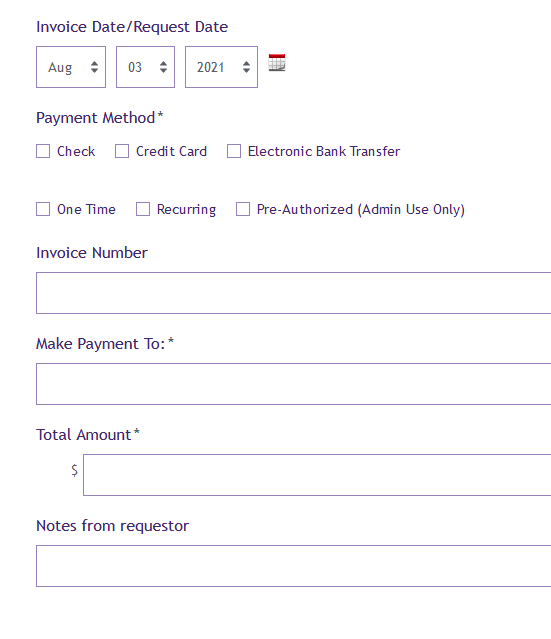 Invoice Date/Request Date
Aug 03 2021
Payment Method*
Check Credit Card Electronic Bank Transfer
One Time Recurring Pre-Authorized (Admin Use Only)
Invoice Number
Make Payment To:*
Total Amount*
$
Notes from requestor